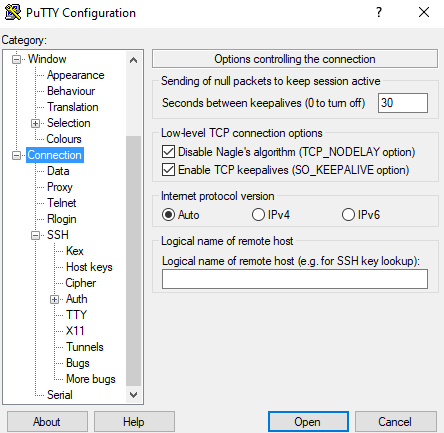 PuTTY Configuration
?
Category:
Window
Appearance
Behaviour
Translation
Selection
Colours
Connection
Data
Proxy
Telnet
Rlogin
SSH
Kex
Host keys
Cipher
Auth
TTY
X11
Tunnels
Bugs
More bugs
Serial
Options controlling the connection
Sending of null packets to keep session active
Seconds between keepalives (0 to turn off)
30
Low-level TCP connection options
Disable Nagle's algorithm (TCP_NODELAY option)
Enable TCP keepalives (SO_KEEPALIVE option)
Internet protocol version
Auto IPv4 IPv6
Logical name of remote host
Logical name of remote host (e.g. for SSH key lookup):
About Help Open Cancel